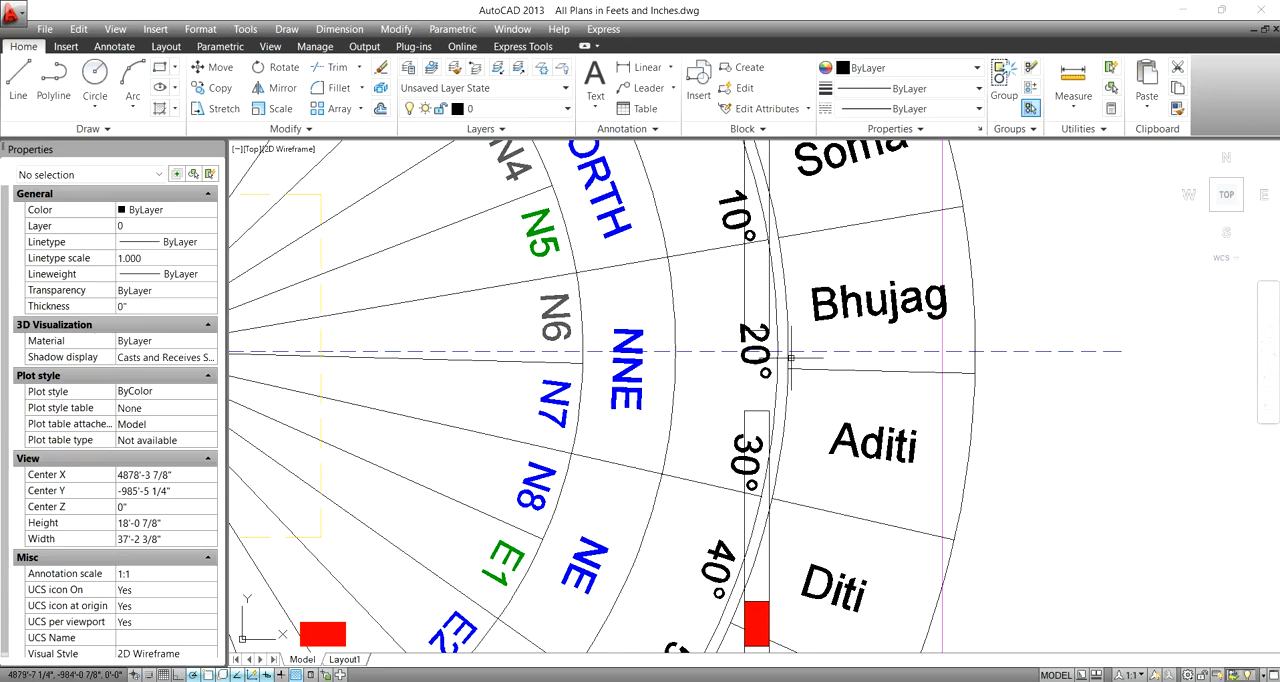 AutoCAD 2013 All Plans in Feets and Inches.dwg
File Edit View Insert Format Tools Draw Dimension Modify Parametric Window Help Express
Home Insert Annotate Layout Parametric View Manage Output Plug-ins Online Express Tools
Line Polyline Circle Arc
Draw
Move Rotate Trim
Copy Mirror Fillet
Stretch Scale Array
Modify
Unsaved Layer State
0
Layers
Text
Linear
Leader
Table
Annotation
Insert
Create
Edit
Edit Attributes
Block
ByLayer
ByLayer
ByLayer
Properties
Group
Groups
Measure
Utilities
Paste
Clipboard
Properties
No selection
General
Color ByLayer
Layer 0
Linetype ByLayer
Linetype scale 1.000
Lineweight ByLayer
Transparency ByLayer
Thickness 0"
3D Visualization
Material ByLayer
Shadow display Casts and Receives S...
Plot style
Plot style ByColor
Plot style table None
Plot table attache... Model
Plot table type Not available
View
Center X 4878'-3 7/8"
Center Y -985'-5 1/4"
Center Z 0"
Height 18'-0 7/8"
Width 37'-2 3/8"
Misc
Annotation scale 1:1
UCS icon On Yes
UCS icon at origin Yes
UCS per viewport Yes
UCS Name
Visual Style 2D Wireframe
[−][Top][2D Wireframe]
N4
N5
N6
N7
N8
E1
E2
ORTH
NNE
NE
10°
20°
30°
40°
Soma
Bhujag
Aditi
Diti
N
W TOP E
S
WCS
Y
X
Model Layout1
4879'-7 1/4", -984'-0 7/8", 0'-0"
MODEL
1:1